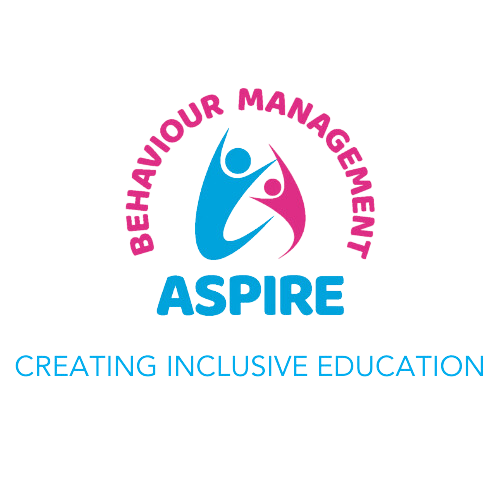 BEHAVIOUR MANAGEMENT
ASPIRE
CREATING INCLUSIVE EDUCATION